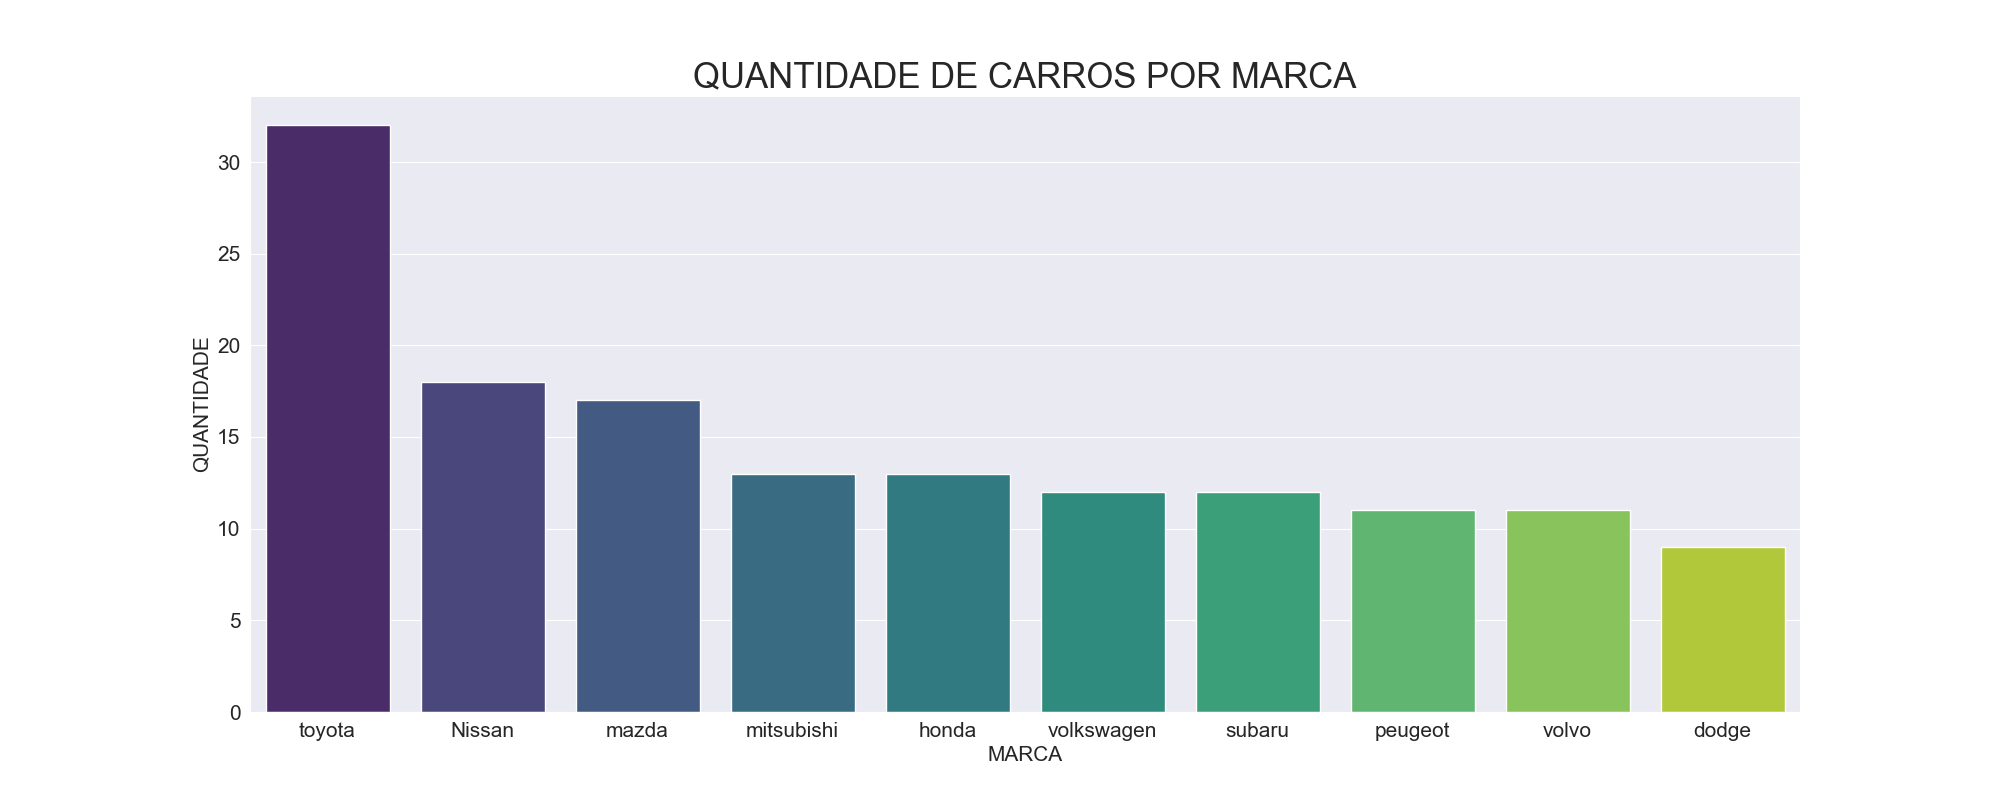 QUANTIDADE DE CARROS POR MARCA
QUANTIDADE
30
25
20
15
10
5
0
toyota Nissan mazda mitsubishi honda volkswagen subaru peugeot volvo dodge
MARCA